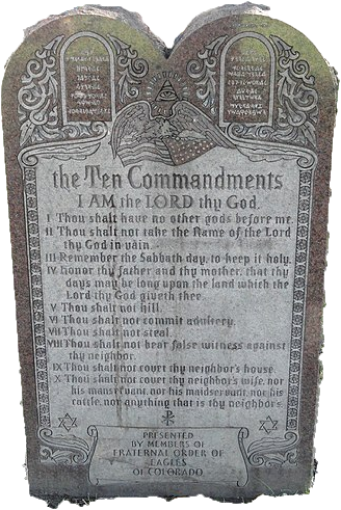 the Ten Commandments
I AM the LORD thy God.
I Thou shalt have no other gods before me.
II Thou shalt not take the Name of the Lord
thy God in vain.
III Remember the Sabbath day, to keep it holy.
IV Honor thy father and thy mother, that thy
days may be long upon the land which the
Lord thy God giveth thee.
V Thou shalt not kill.
VI Thou shalt not commit adultery.
VII Thou shalt not steal.
VIII Thou shalt not bear false witness against
thy neighbor.
IX Thou shalt not covet thy neighbor's house.
X Thou shalt not covet thy neighbor's wife, nor
his manservant, nor his maidservant, nor his
cattle, nor anything that is thy neighbor's.
PRESENTED
BY MEMBERS OF
FRATERNAL ORDER OF
EAGLES
OF COLORADO